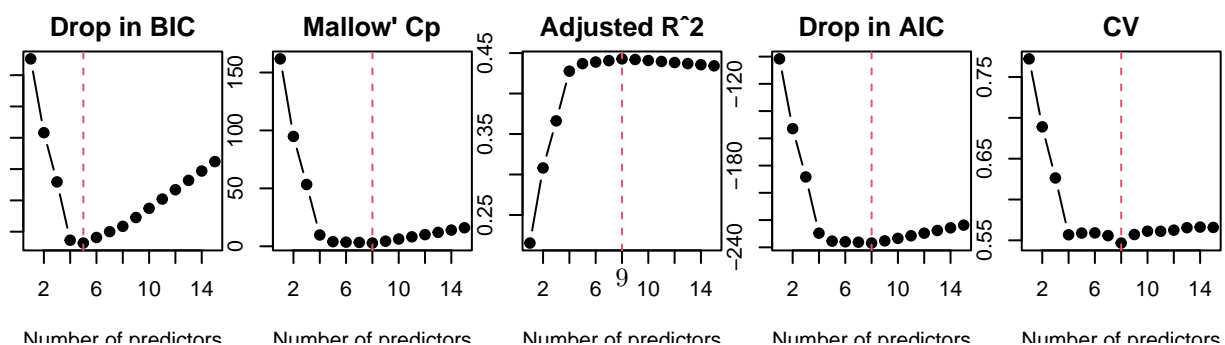 Drop in BIC Mallow' Cp Adjusted R^2 Drop in AIC CV
0 50 100 150
0.25 0.35 0.45
−240 −180 −120
0.55 0.65 0.75
2 6 10 14 2 6 10 14 2 6 10 14 2 6 10 14 2 6 10 14
9
Number of predictors Number of predictors Number of predictors Number of predictors Number of predictors